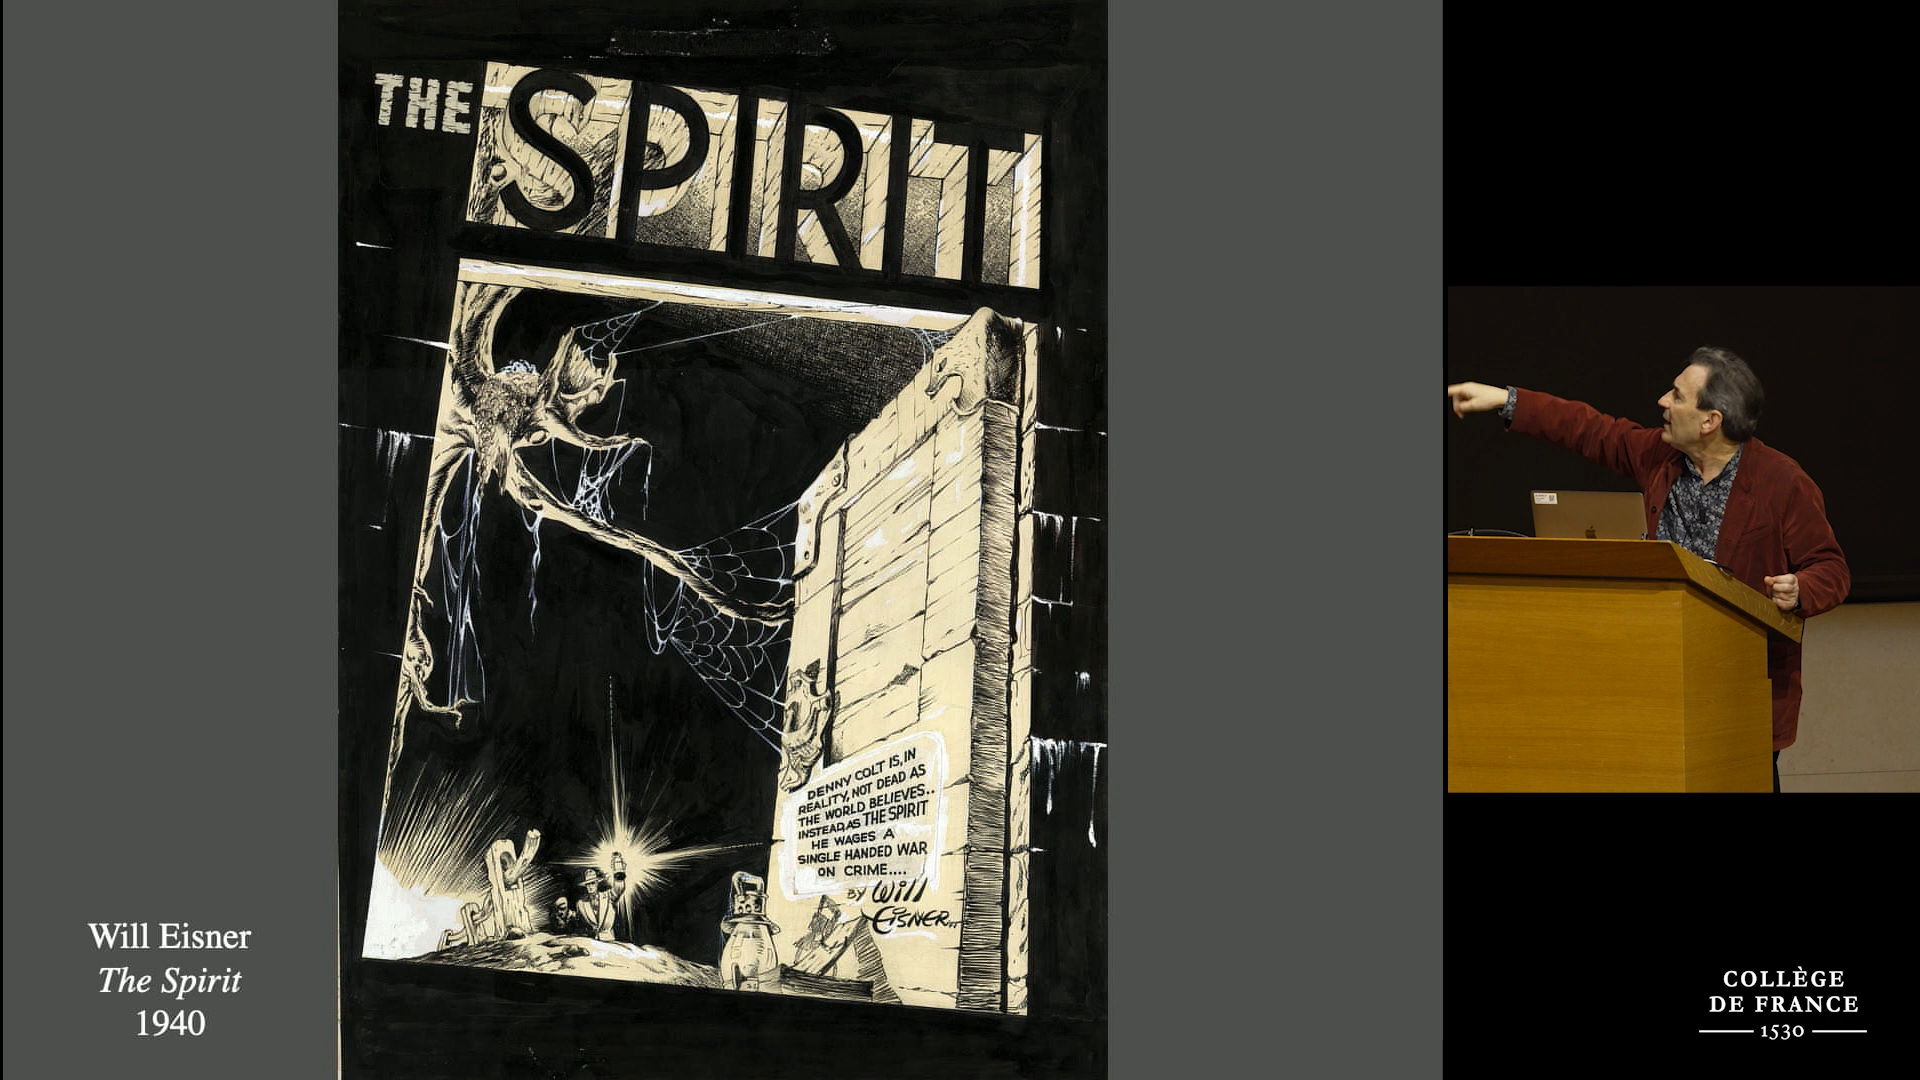 THE SPIRIT
DENNY COLT IS, IN
REALITY, NOT DEAD AS
THE WORLD BELIEVES..
INSTEAD, AS THE SPIRIT
HE WAGES A
SINGLE HANDED WAR
ON CRIME....
BY Will
EISNER
Will Eisner
The Spirit
1940
COLLÈGE
DE FRANCE
1530